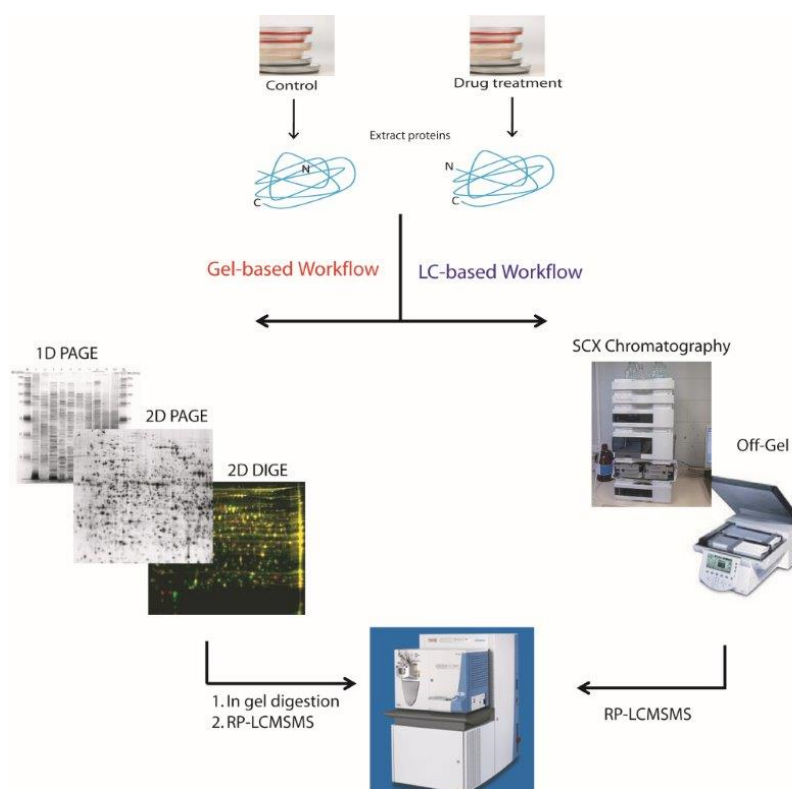 Control
Drug treatment
Extract proteins
N
C
N
C
Gel-based Workflow
LC-based Workflow
1D PAGE
2D PAGE
2D DIGE
SCX Chromatography
Off-Gel
1. In gel digestion
2. RP-LCMSMS
RP-LCMSMS